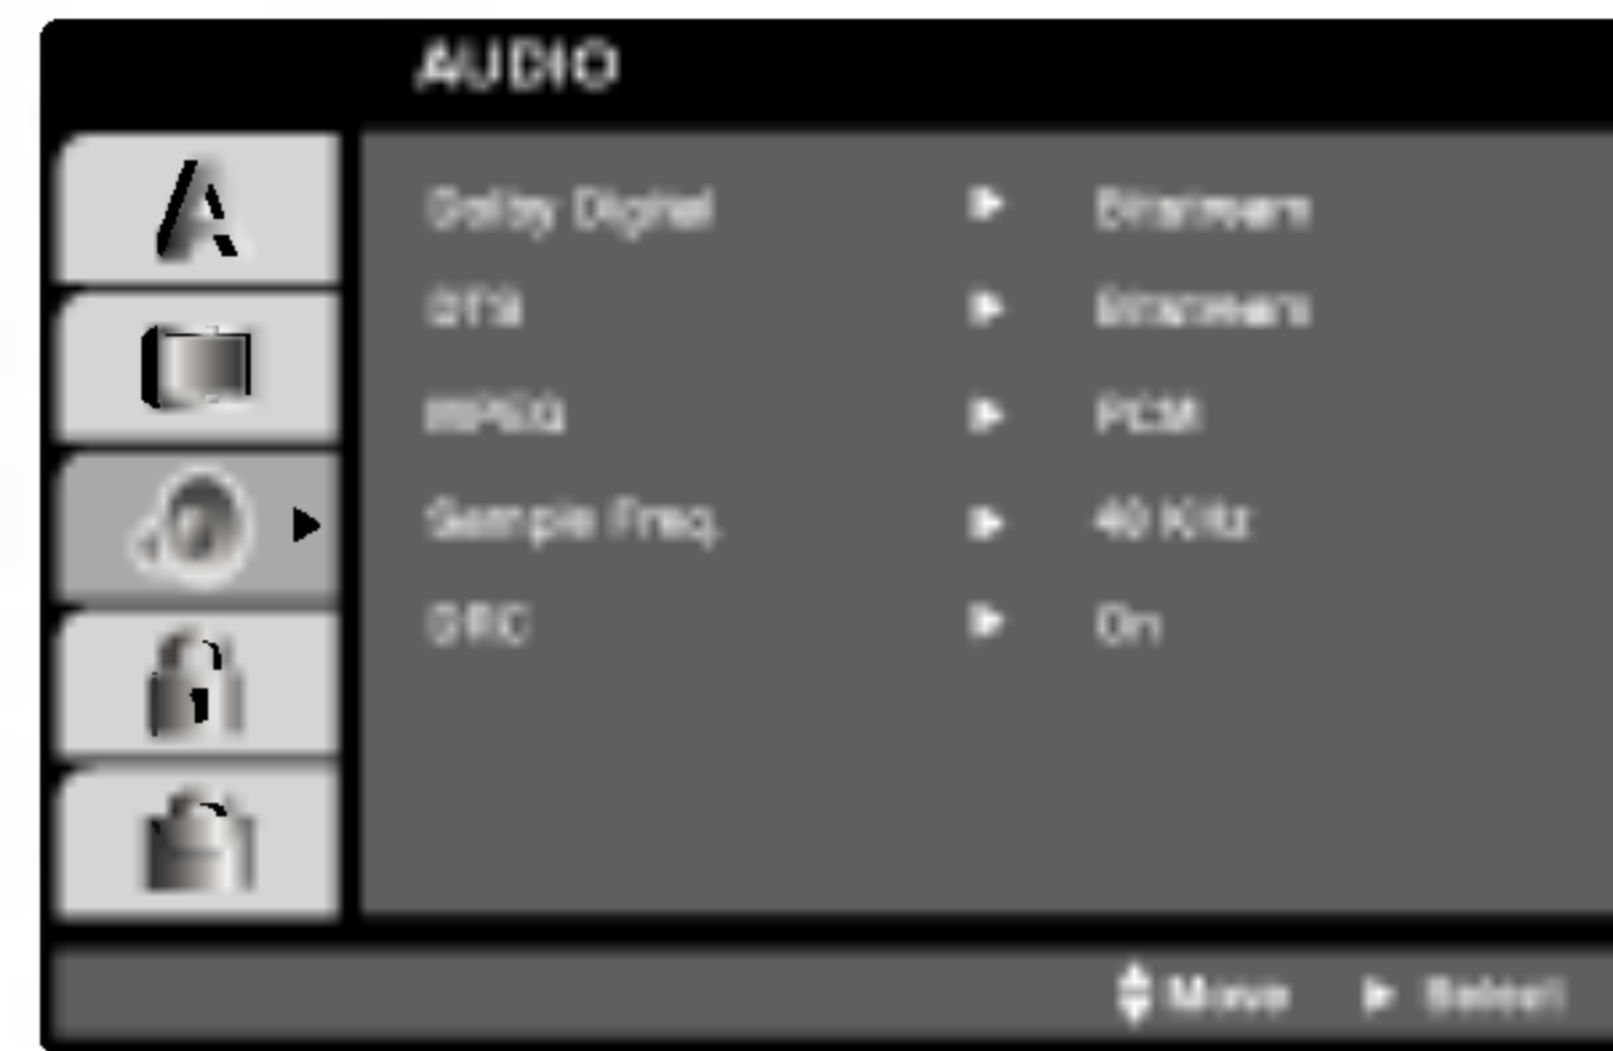 AUDIO
Dolby Digital Bitstream
DTS Bitstream
MPEG PCM
Sample Freq. 48 KHz
DRC On
Move Select